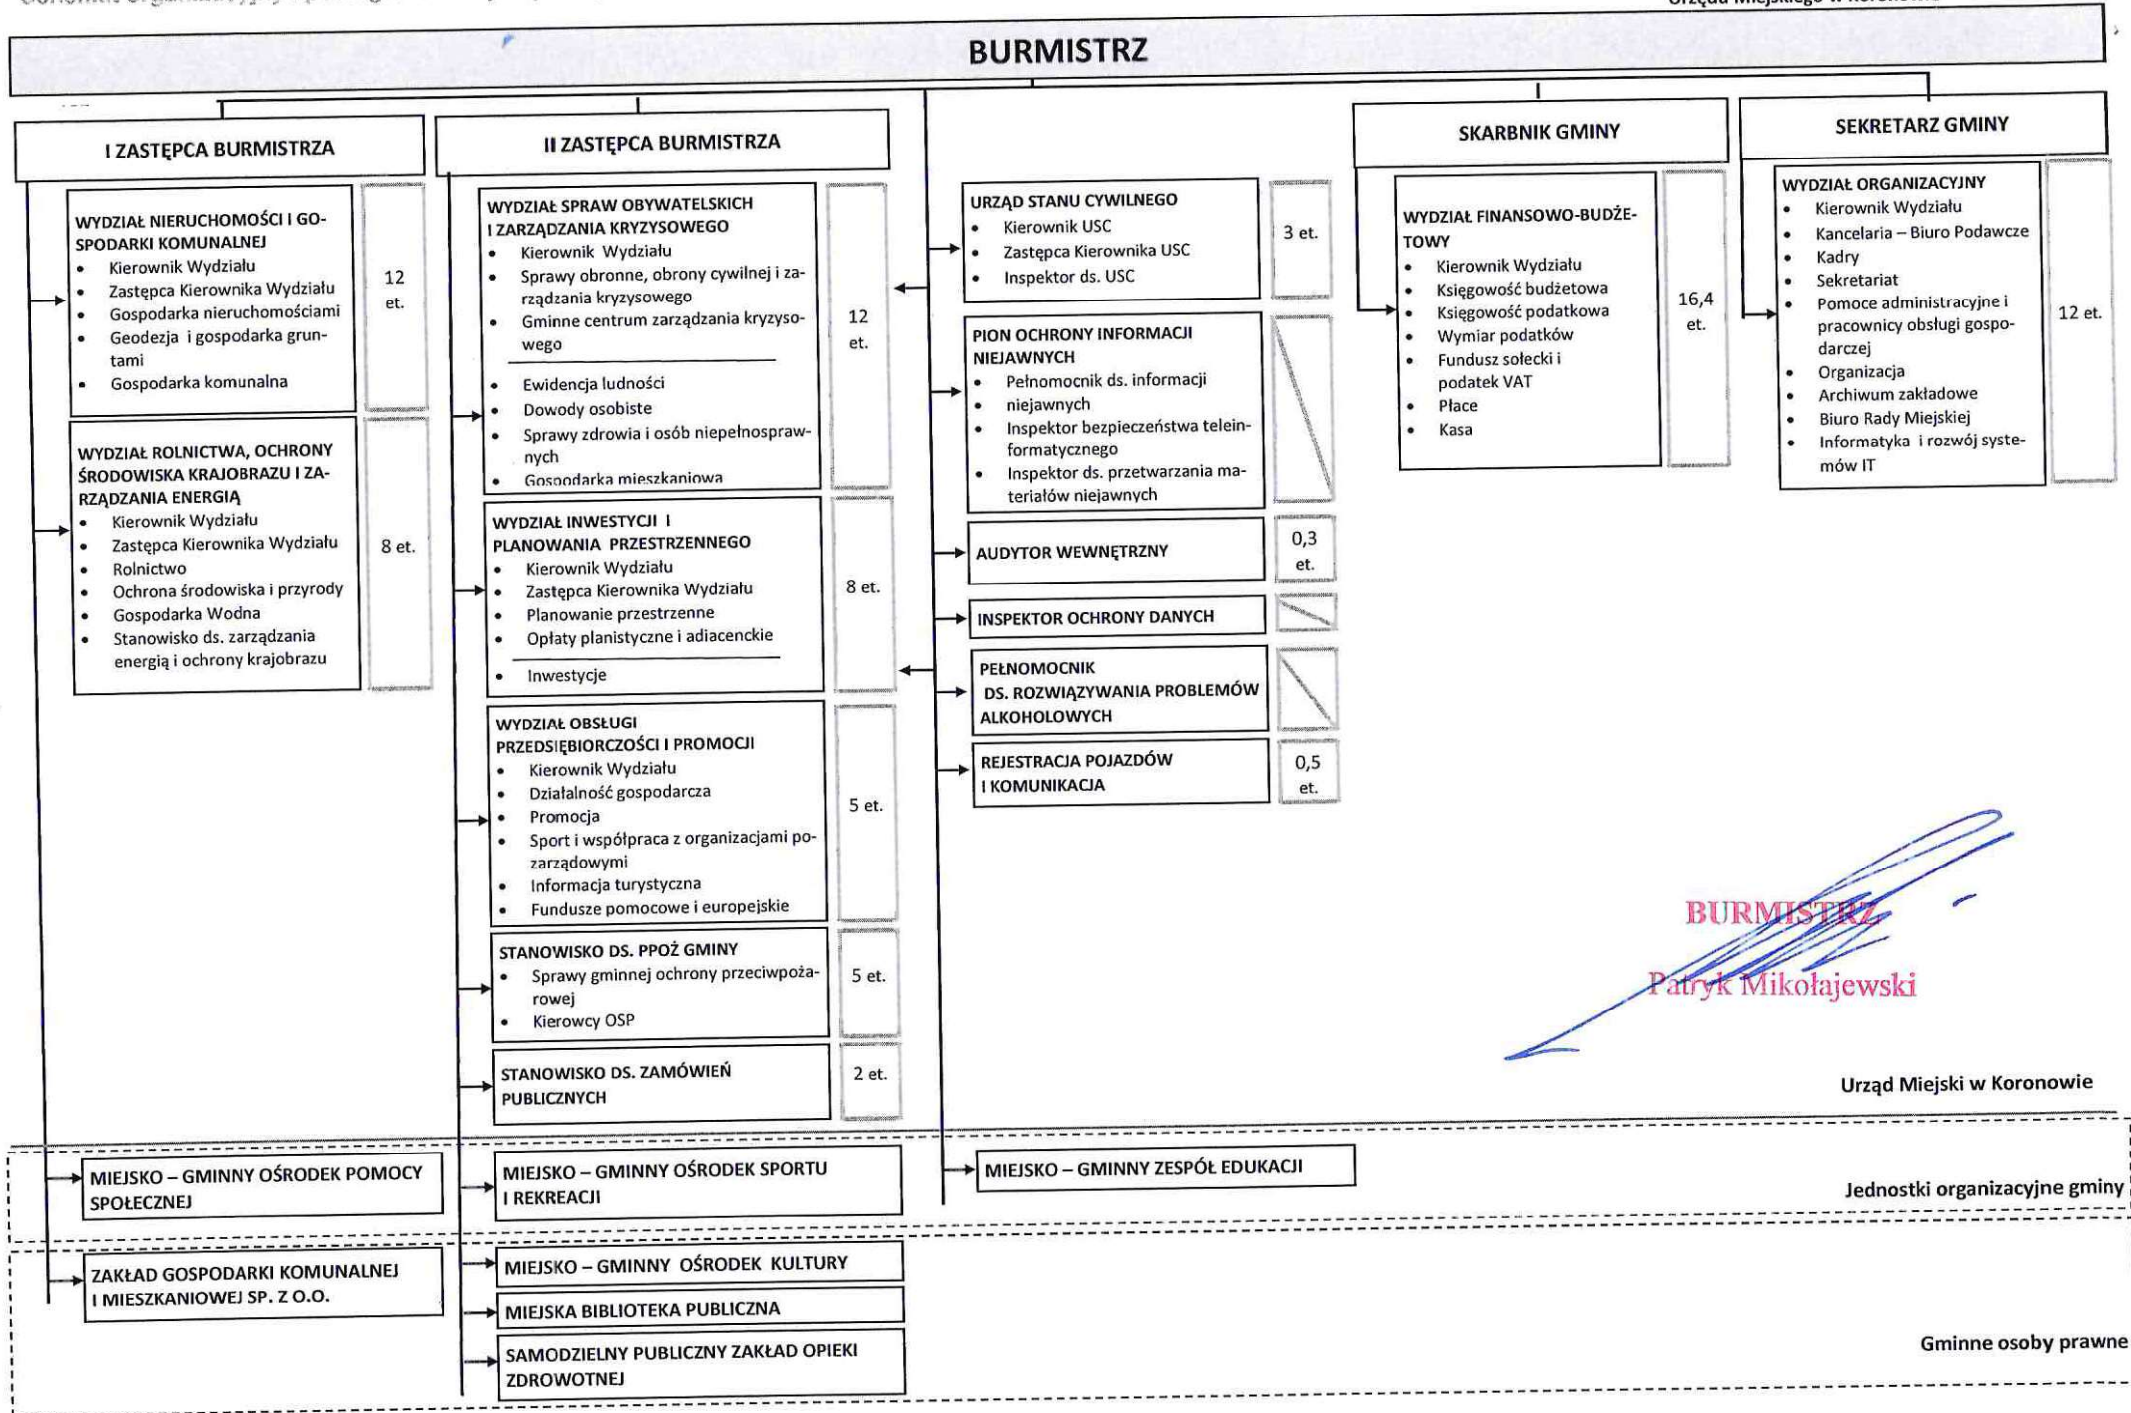 Urzędu Miejskiego w Koronowie
BURMISTRZ
I ZASTĘPCA BURMISTRZA
WYDZIAŁ NIERUCHOMOŚCI I GO-
SPODARKI KOMUNALNEJ
• Kierownik Wydziału
• Zastępca Kierownika Wydziału
• Gospodarka nieruchomościami
• Geodezja i gospodarka grun-
tami
• Gospodarka komunalna
12
et.
WYDZIAŁ ROLNICTWA, OCHRONY
ŚRODOWISKA KRAJOBRAZU I ZA-
RZĄDZANIA ENERGIĄ
• Kierownik Wydziału
• Zastępca Kierownika Wydziału
• Rolnictwo
• Ochrona środowiska i przyrody
• Gospodarka Wodna
• Stanowisko ds. zarządzania
energią i ochrony krajobrazu
8 et.
II ZASTĘPCA BURMISTRZA
WYDZIAŁ SPRAW OBYWATELSKICH
I ZARZĄDZANIA KRYZYSOWEGO
• Kierownik Wydziału
• Sprawy obronne, obrony cywilnej i za-
rządzania kryzysowego
• Gminne centrum zarządzania kryzyso-
wego
• Ewidencja ludności
• Dowody osobiste
• Sprawy zdrowia i osób niepełnospraw-
nych
• Gospodarka mieszkaniowa
12
et.
WYDZIAŁ INWESTYCJI I
PLANOWANIA PRZESTRZENNEGO
• Kierownik Wydziału
• Zastępca Kierownika Wydziału
• Planowanie przestrzenne
• Opłaty planistyczne i adiacenckie
• Inwestycje
8 et.
WYDZIAŁ OBSŁUGI
PRZEDSIĘBIORCZOŚCI I PROMOCJI
• Kierownik Wydziału
• Działalność gospodarcza
• Promocja
• Sport i współpraca z organizacjami po-
zarządowymi
• Informacja turystyczna
• Fundusze pomocowe i europejskie
5 et.
STANOWISKO DS. PPOŻ GMINY
• Sprawy gminnej ochrony przeciwpoża-
rowej
• Kierowcy OSP
5 et.
STANOWISKO DS. ZAMÓWIEŃ
PUBLICZNYCH
2 et.
URZĄD STANU CYWILNEGO
• Kierownik USC
• Zastępca Kierownika USC
• Inspektor ds. USC
3 et.
PION OCHRONY INFORMACJI
NIEJAWNYCH
• Pełnomocnik ds. informacji
• niejawnych
• Inspektor bezpieczeństwa telein-
formatycznego
• Inspektor ds. przetwarzania ma-
teriałów niejawnych
AUDYTOR WEWNĘTRZNY
0,3
et.
INSPEKTOR OCHRONY DANYCH
PEŁNOMOCNIK
DS. ROZWIĄZYWANIA PROBLEMÓW
ALKOHOLOWYCH
REJESTRACJA POJAZDÓW
I KOMUNIKACJA
0,5
et.
SKARBNIK GMINY
WYDZIAŁ FINANSOWO-BUDŻE-
TOWY
• Kierownik Wydziału
• Księgowość budżetowa
• Księgowość podatkowa
• Wymiar podatków
• Fundusz sołecki i
podatek VAT
• Płace
• Kasa
16,4
et.
SEKRETARZ GMINY
WYDZIAŁ ORGANIZACYJNY
• Kierownik Wydziału
• Kancelaria – Biuro Podawcze
• Kadry
• Sekretariat
• Pomoce administracyjne i
pracownicy obsługi gospo-
darczej
• Organizacja
• Archiwum zakładowe
• Biuro Rady Miejskiej
• Informatyka i rozwój syste-
mów IT
12 et.
BURMISTRZ
Patryk Mikołajewski
Urząd Miejski w Koronowie
MIEJSKO – GMINNY OŚRODEK POMOCY
SPOŁECZNEJ
MIEJSKO – GMINNY OŚRODEK SPORTU
I REKREACJI
MIEJSKO – GMINNY ZESPÓŁ EDUKACJI
Jednostki organizacyjne gminy
ZAKŁAD GOSPODARKI KOMUNALNEJ
I MIESZKANIOWEJ SP. Z O.O.
MIEJSKO – GMINNY OŚRODEK KULTURY
MIEJSKA BIBLIOTEKA PUBLICZNA
SAMODZIELNY PUBLICZNY ZAKŁAD OPIEKI
ZDROWOTNEJ
Gminne osoby prawne